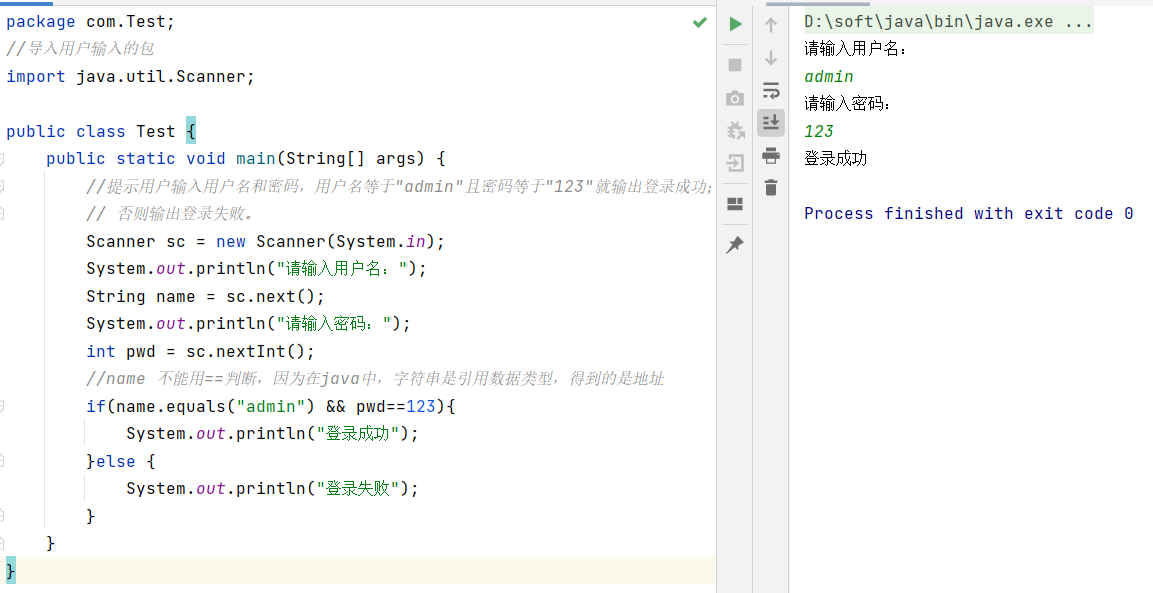 package com.Test;
//导入用户输入的包
import java.util.Scanner;
public class Test {
public static void main(String[] args) {
//提示用户输入用户名和密码，用户名等于"admin"且密码等于"123"就输出登录成功;
// 否则输出登录失败。
Scanner sc = new Scanner(System.in);
System.out.println("请输入用户名：");
String name = sc.next();
System.out.println("请输入密码：");
int pwd = sc.nextInt();
//name 不能用==判断，因为在java中，字符串是引用数据类型，得到的是地址
if(name.equals("admin") && pwd==123){
System.out.println("登录成功");
}else {
System.out.println("登录失败");
}
}
}
D:\soft\java\bin\java.exe ...
请输入用户名：
admin
请输入密码：
123
登录成功
Process finished with exit code 0